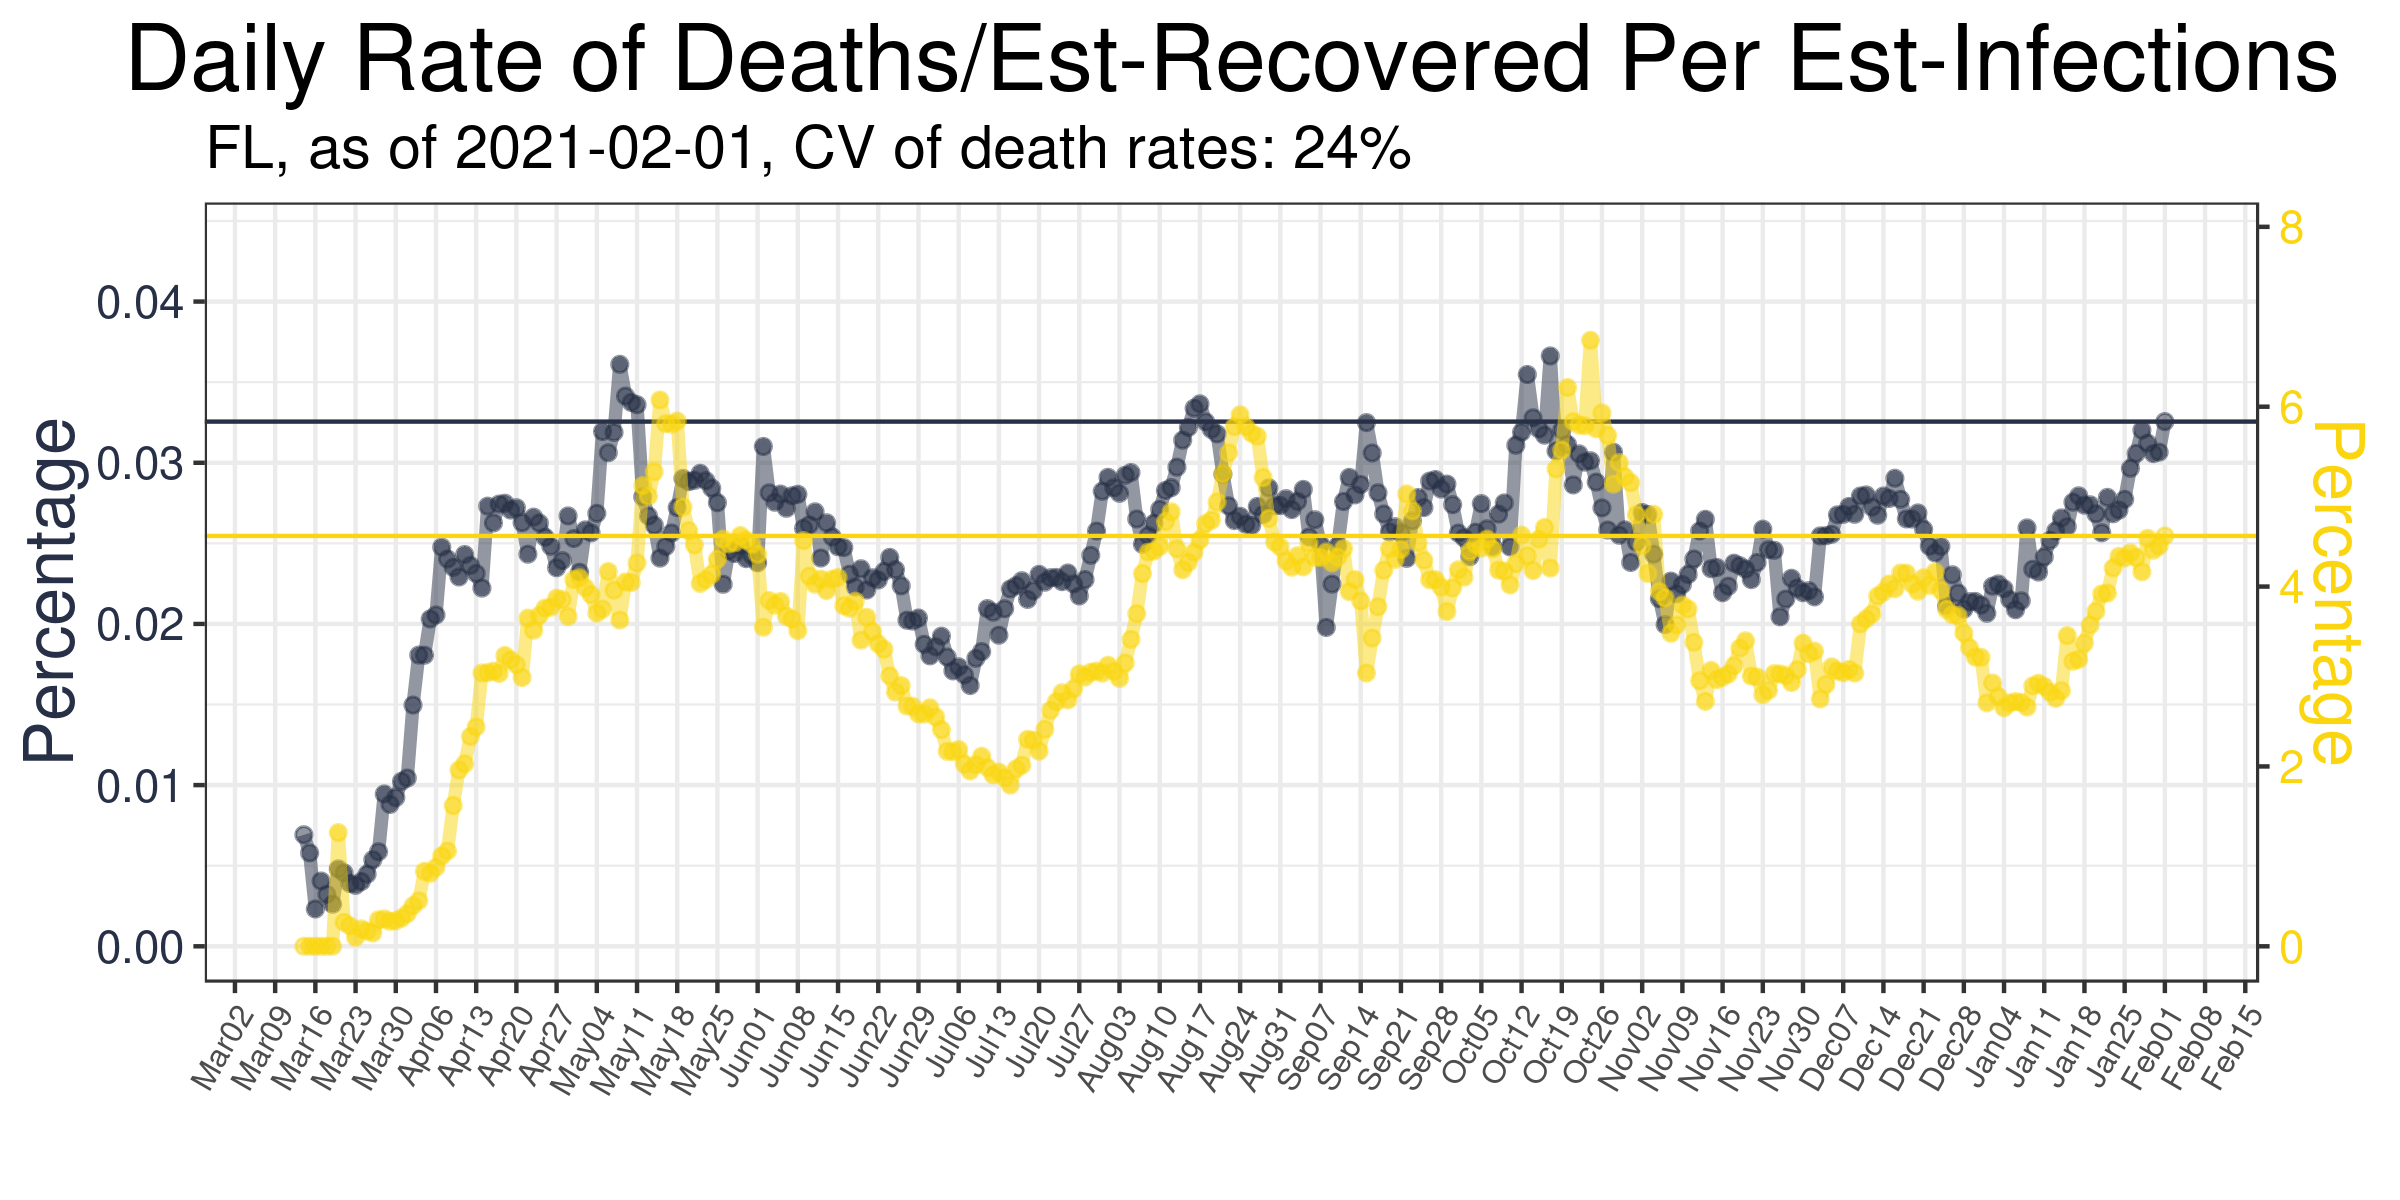 Daily Rate of Deaths/Est-Recovered Per Est-Infections
FL, as of 2021-02-01, CV of death rates: 24%
Percentage
0.04
0.03
0.02
0.01
0.00
8
6
4
2
0
Percentage
Mar02
Mar09
Mar16
Mar23
Mar30
Apr06
Apr13
Apr20
Apr27
May04
May11
May18
May25
Jun01
Jun08
Jun15
Jun22
Jun29
Jul06
Jul13
Jul20
Jul27
Aug03
Aug10
Aug17
Aug24
Aug31
Sep07
Sep14
Sep21
Sep28
Oct05
Oct12
Oct19
Oct26
Nov02
Nov09
Nov16
Nov23
Nov30
Dec07
Dec14
Dec21
Dec28
Jan04
Jan11
Jan18
Jan25
Feb01
Feb08
Feb15